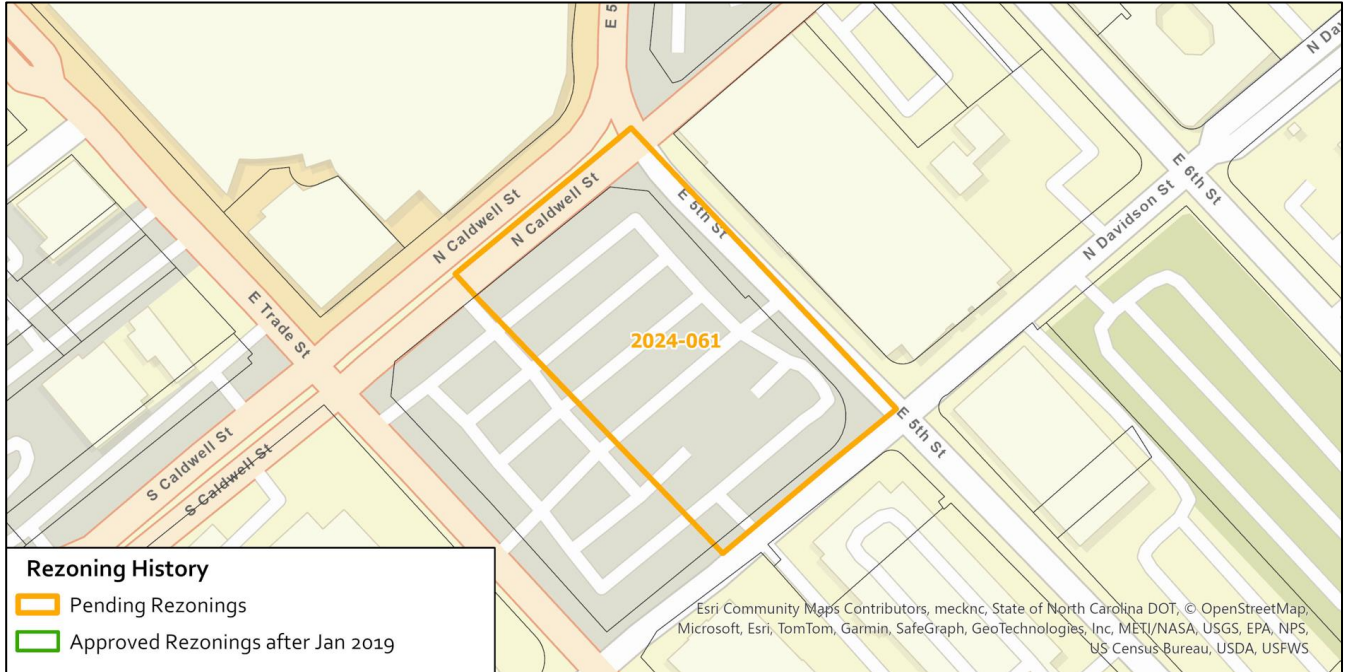 E 5
N Da
E 6th St
E 5th St
N Caldwell St
N Caldwell St
N Davidson St
E Trade St
2024-061
E 5th St
S Caldwell St
S Caldwell St
Rezoning History
Pending Rezonings
Approved Rezonings after Jan 2019
Esri Community Maps Contributors, mecknc, State of North Carolina DOT, © OpenStreetMap,
Microsoft, Esri, TomTom, Garmin, SafeGraph, GeoTechnologies, Inc, METI/NASA, USGS, EPA, NPS,
US Census Bureau, USDA, USFWS